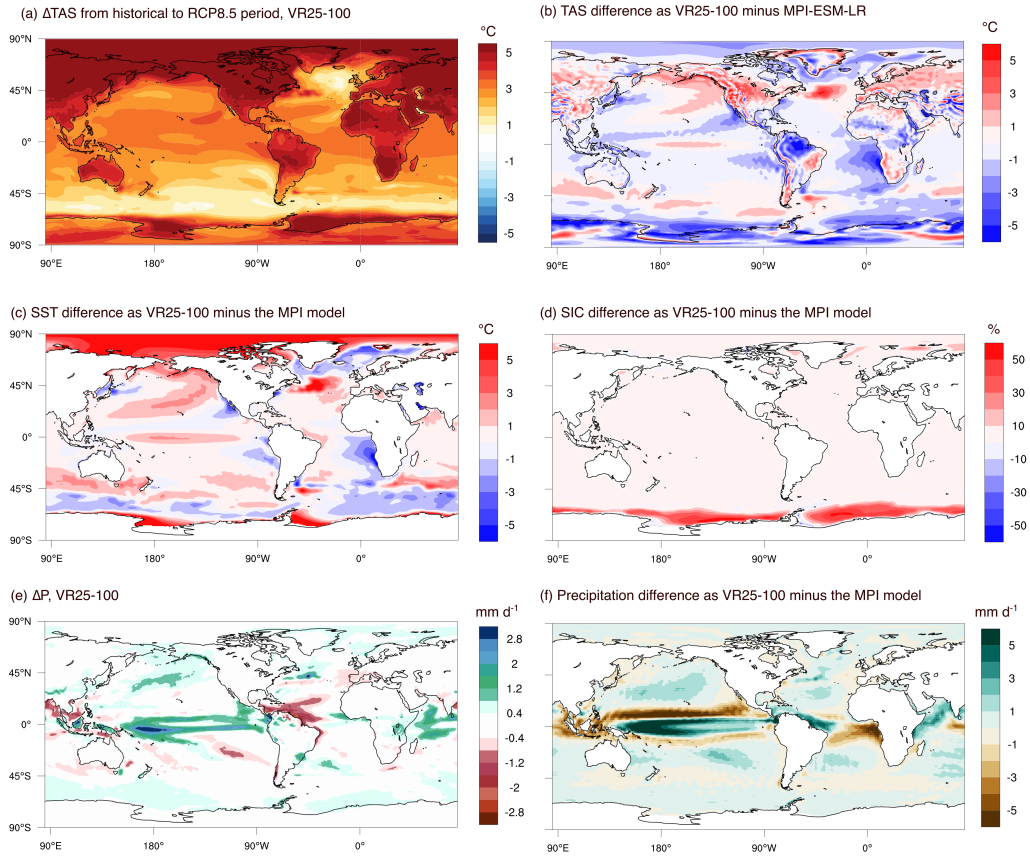 (a) ΔTAS from historical to RCP8.5 period, VR25-100
°C
90°N
45°N
0°
45°S
90°S
90°E
180°
90°W
0°
5
3
1
-1
-3
-5
(b) TAS difference as VR25-100 minus MPI-ESM-LR
°C
90°E
180°
90°W
0°
5
3
1
-1
-3
-5
(c) SST difference as VR25-100 minus the MPI model
°C
90°N
45°N
0°
45°S
90°S
90°E
180°
90°W
0°
5
3
1
-1
-3
-5
(d) SIC difference as VR25-100 minus the MPI model
%
90°E
180°
90°W
0°
50
30
10
-10
-30
-50
(e) ΔP, VR25-100
mm d⁻¹
90°N
45°N
0°
45°S
90°S
90°E
180°
90°W
0°
2.8
2
1.2
0.4
-0.4
-1.2
-2
-2.8
(f) Precipitation difference as VR25-100 minus the MPI model
mm d⁻¹
90°E
180°
90°W
0°
5
3
1
-1
-3
-5